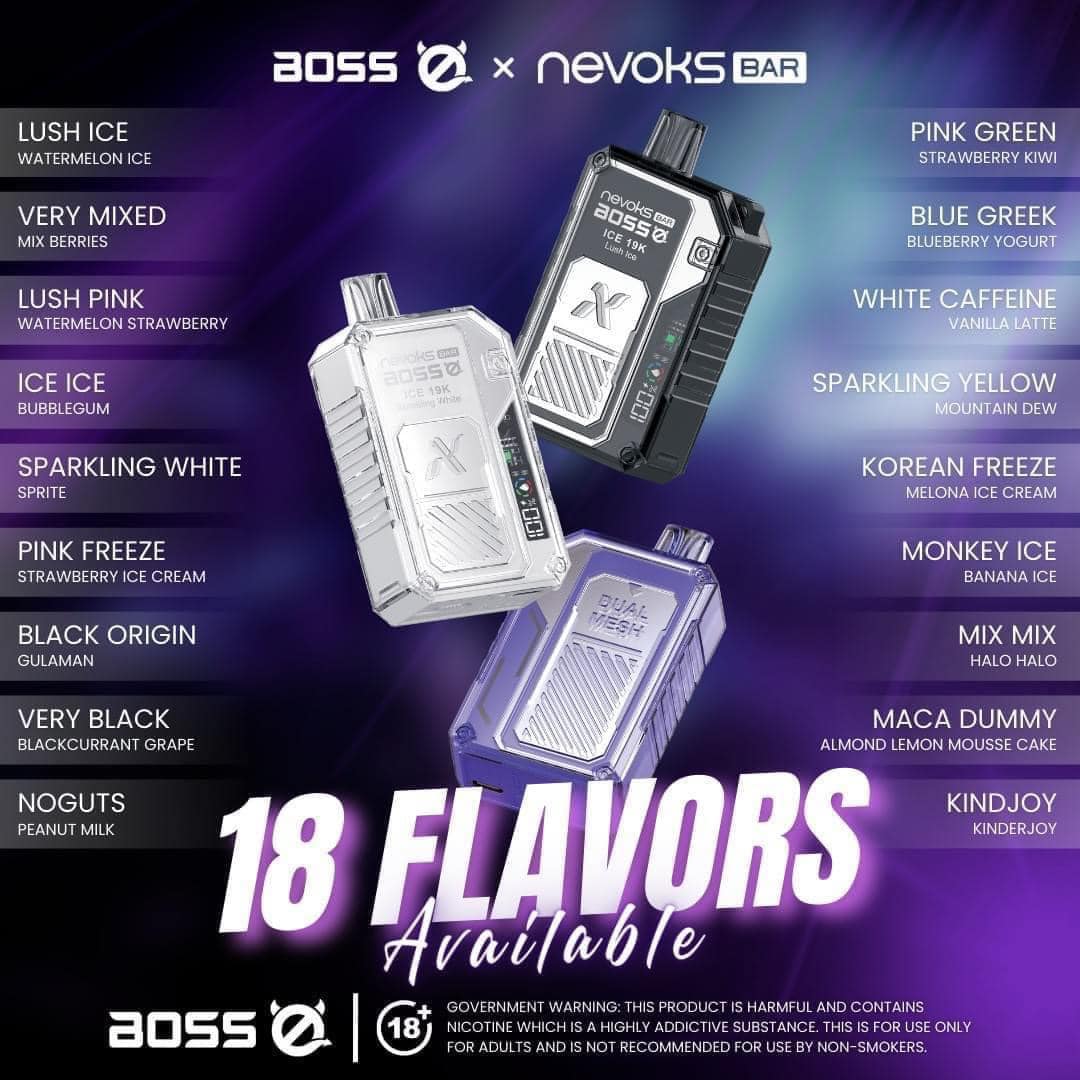 BOSS × nevoks BAR
LUSH ICE
WATERMELON ICE
VERY MIXED
MIX BERRIES
LUSH PINK
WATERMELON STRAWBERRY
ICE ICE
BUBBLEGUM
SPARKLING WHITE
SPRITE
PINK FREEZE
STRAWBERRY ICE CREAM
BLACK ORIGIN
GULAMAN
VERY BLACK
BLACKCURRANT GRAPE
NOGUTS
PEANUT MILK
PINK GREEN
STRAWBERRY KIWI
BLUE GREEK
BLUEBERRY YOGURT
WHITE CAFFEINE
VANILLA LATTE
SPARKLING YELLOW
MOUNTAIN DEW
KOREAN FREEZE
MELONA ICE CREAM
MONKEY ICE
BANANA ICE
MIX MIX
HALO HALO
MACA DUMMY
ALMOND LEMON MOUSSE CAKE
KINDJOY
KINDERJOY
nevoks BAR
BOSS
ICE 19K
Lush Ice
100%
nevoks BAR
BOSS
ICE 19K
Sparkling White
100%
DUAL
MESH
18 FLAVORS
Available
BOSS
18+
GOVERNMENT WARNING: THIS PRODUCT IS HARMFUL AND CONTAINS
NICOTINE WHICH IS A HIGHLY ADDICTIVE SUBSTANCE. THIS IS FOR USE ONLY
FOR ADULTS AND IS NOT RECOMMENDED FOR USE BY NON-SMOKERS.